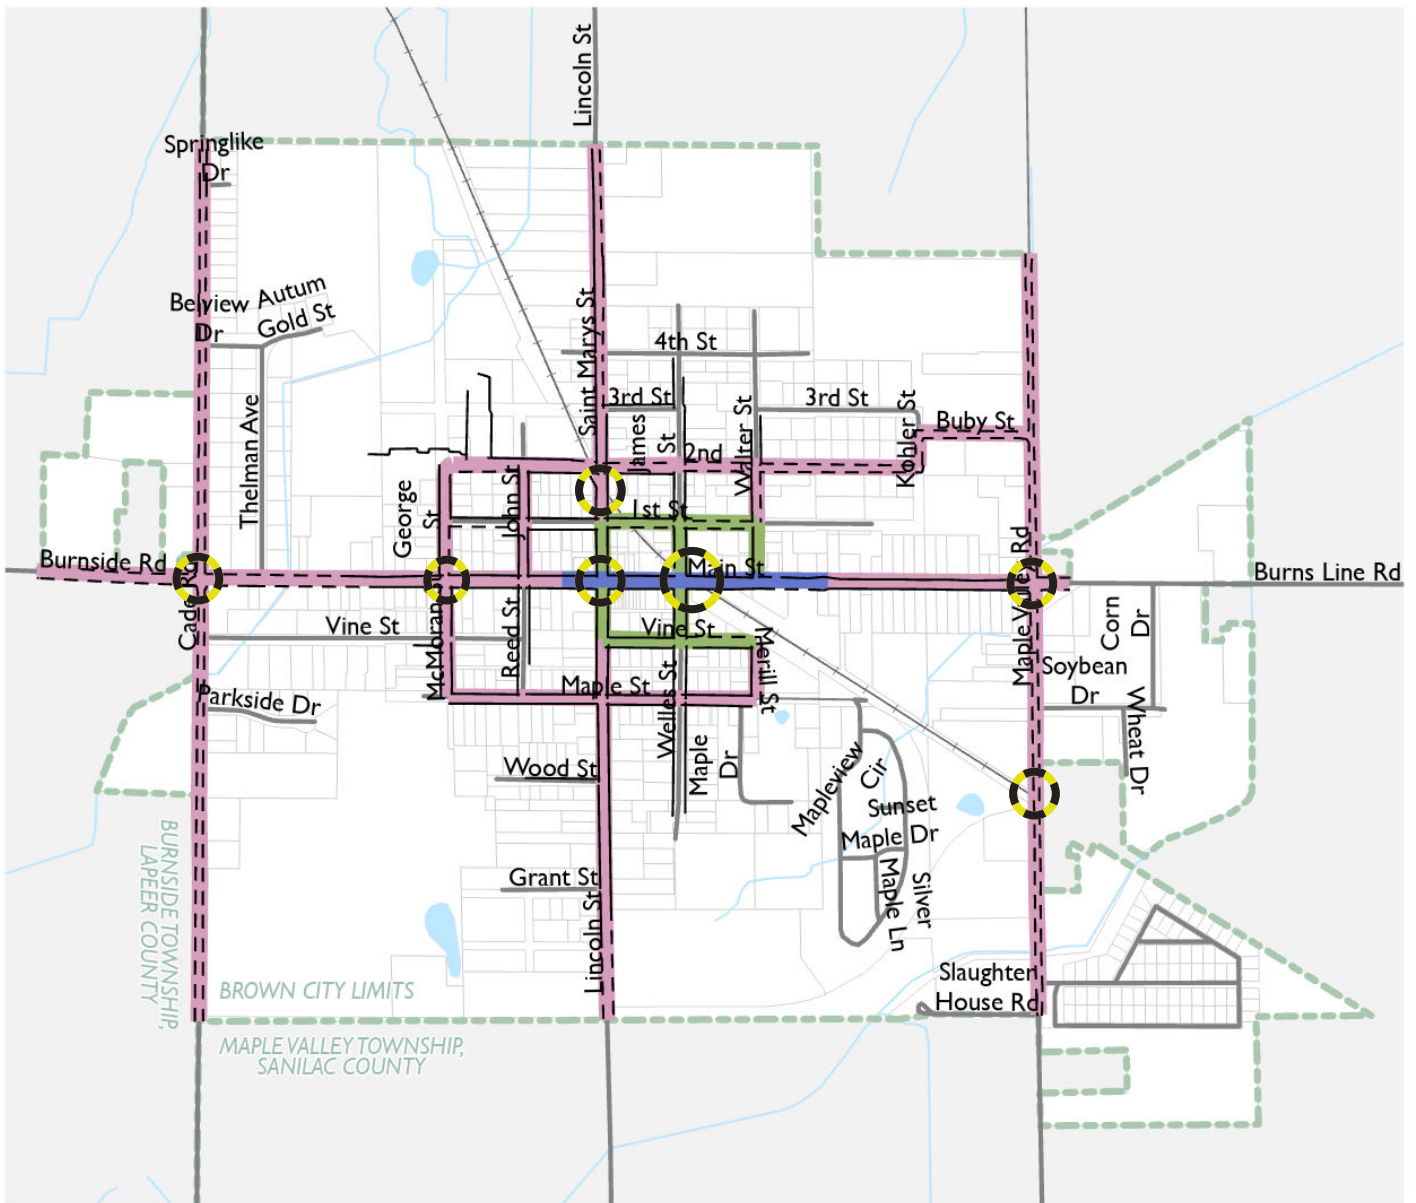 Lincoln St
Springlike
Dr
Belview
Dr
Autum
Gold St
Saint Marys St
4th St
3rd St
3rd St
Thelman Ave
James
St
Walter St
Kohler St
Buby St
2nd
George
St
John St
1st St
Burnside Rd
Main St
Maple Valley Rd
Burns Line Rd
Cade Rd
Vine St
McMoran St
Reed St
Vine St
Merill St
Corn
Dr
Soybean
Dr
Parkside Dr
Maple St
Welles St
Wheat Dr
Wood St
Maple
Dr
Mapleview
Cir
Sunset
Maple Dr
Grant St
Silver
Maple Ln
Lincoln St
BURNSIDE TOWNSHIP,
LAPEER COUNTY
BROWN CITY LIMITS
Slaughter
House Rd
MAPLE VALLEY TOWNSHIP,
SANILAC COUNTY